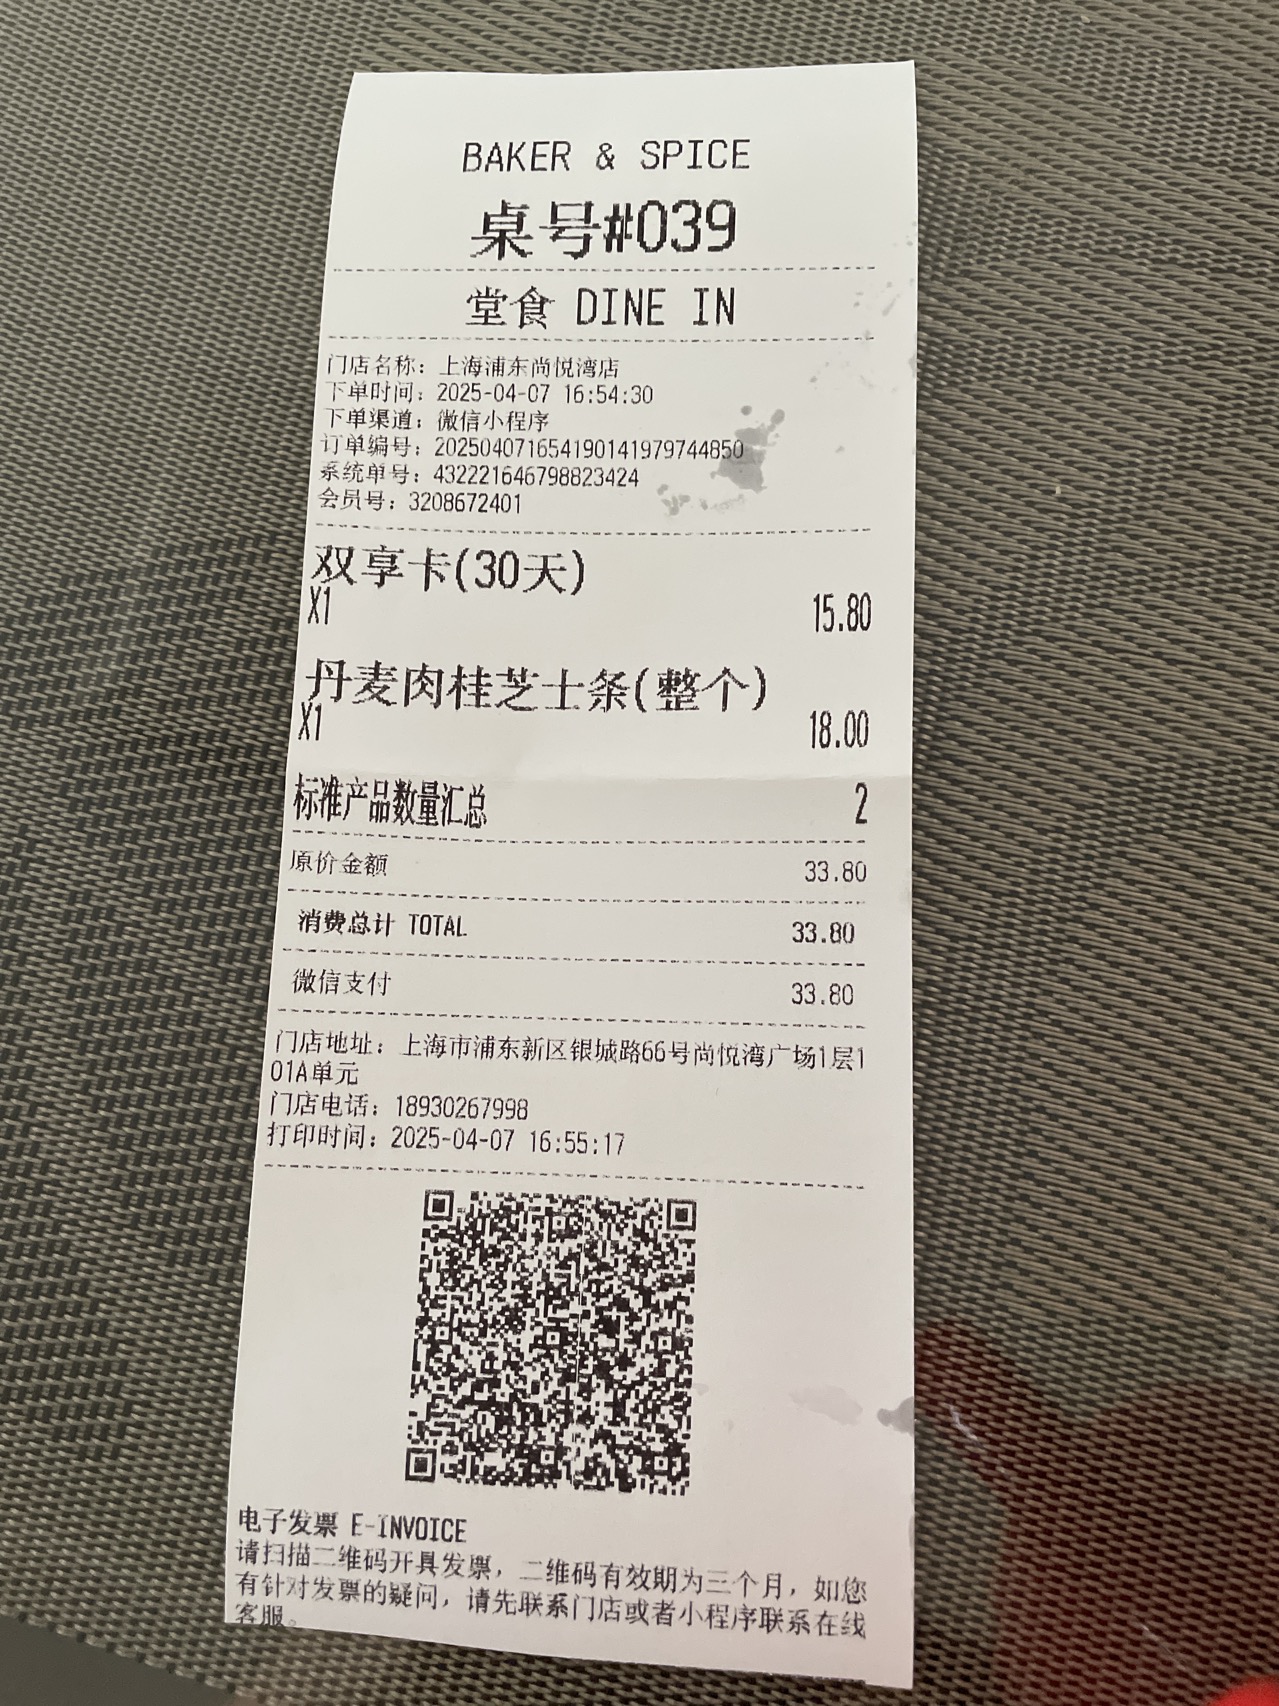 BAKER & SPICE
桌号#039
堂食 DINE IN
门店名称：上海浦东尚悦湾店
下单时间：2025-04-07 16:54:30
下单渠道：微信小程序
订单编号：20250407165419014197974​4850
系统单号：432221646798823424
会员号：3208672401
双享卡(30天)
X1 15.80
丹麦肉桂芝士条(整个)
X1 18.00
标准产品数量汇总 2
原价金额 33.80
消费总计 TOTAL 33.80
微信支付 33.80
门店地址：上海市浦东新区银城路66号尚悦湾广场1层1
01A单元
门店电话：18930267998
打印时间：2025-04-07 16:55:17
电子发票 E-INVOICE
请扫描二维码开具发票，二维码有效期为三个月，如您
有针对发票的疑问，请先联系门店或者小程序联系在线
客服。